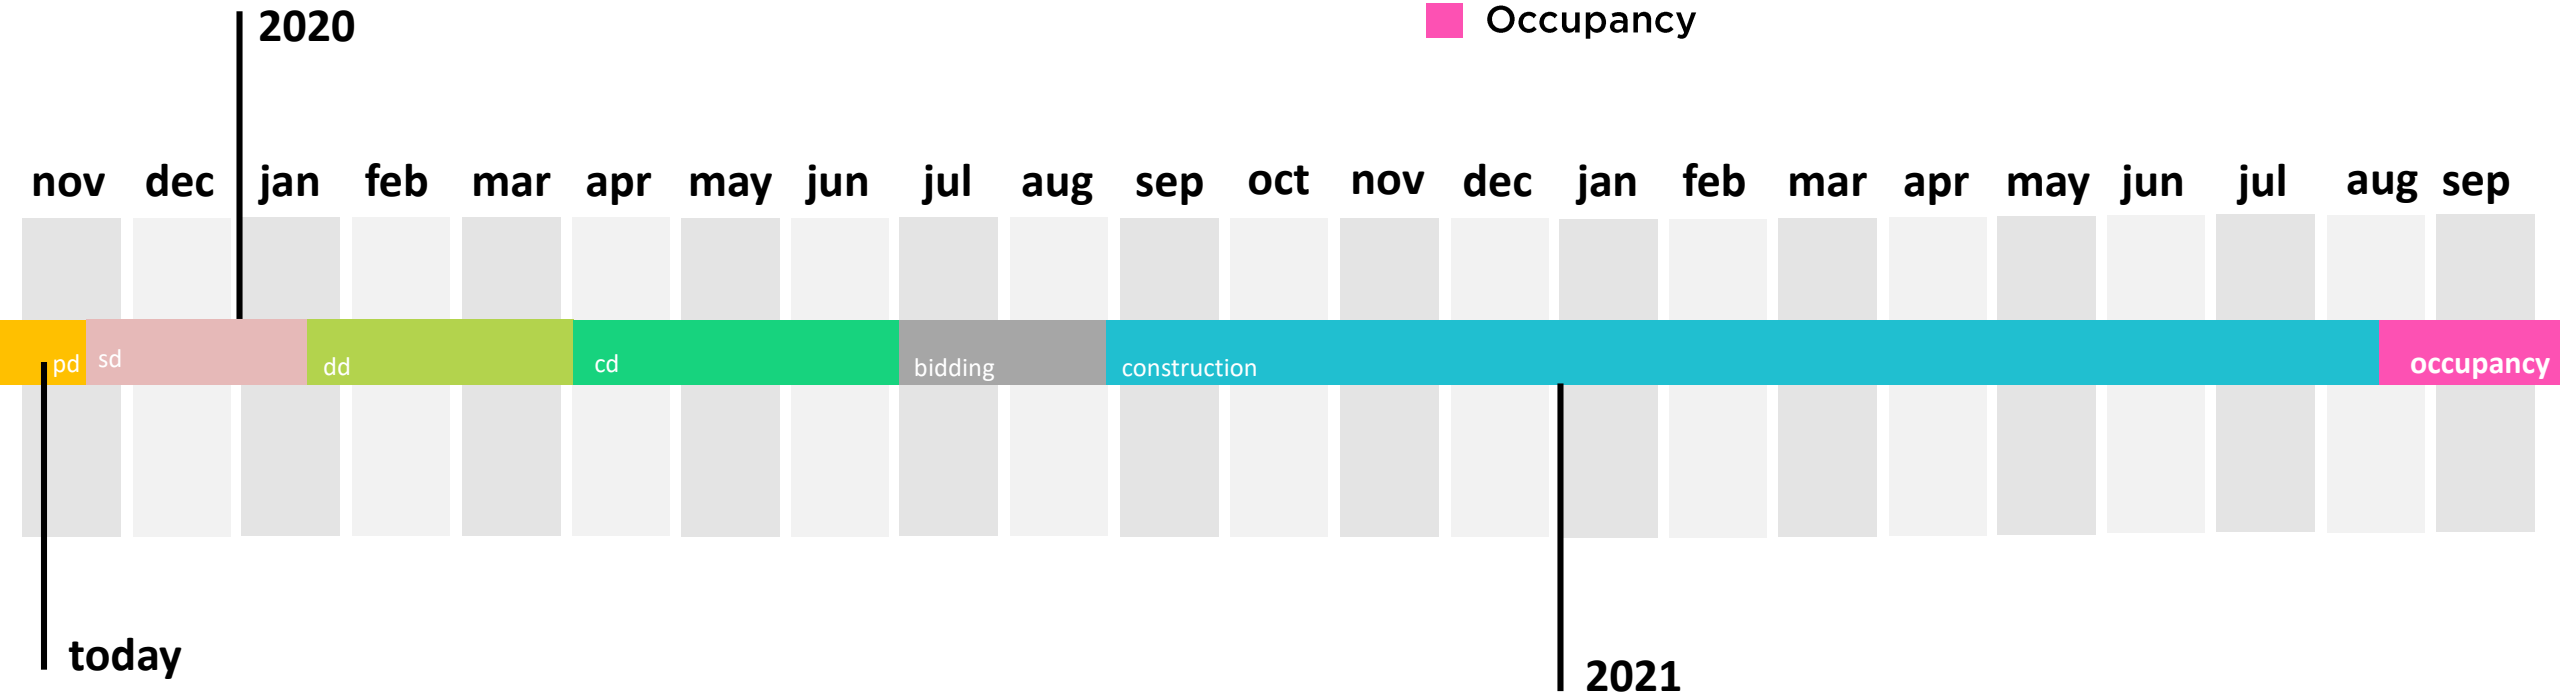 2020
Occupancy
nov dec jan feb mar apr may jun jul aug sep oct nov dec jan feb mar apr may jun jul aug sep
pd sd dd cd bidding construction occupancy
today
2021